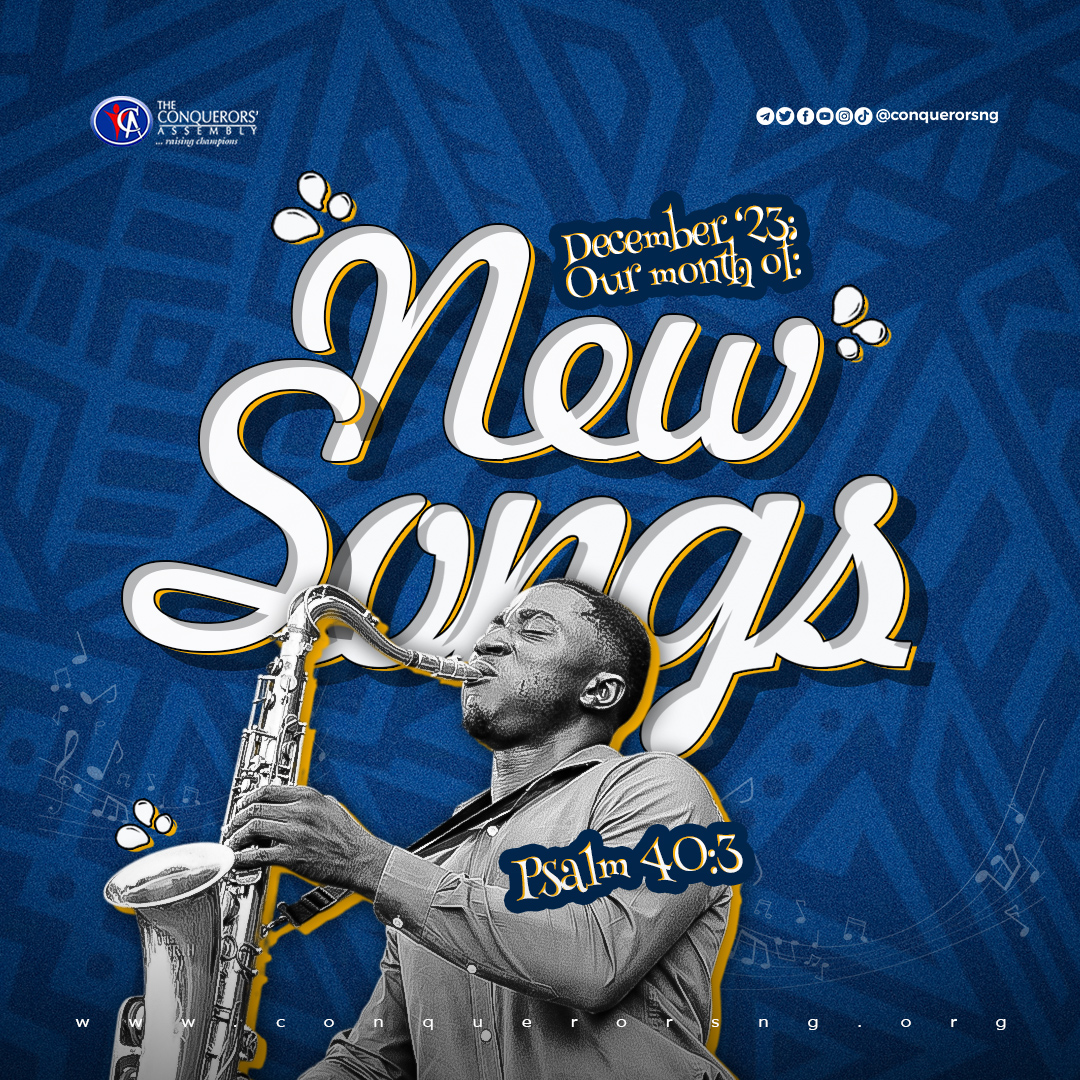 THE
CONQUERORS'
ASSEMBLY
... raising champions
@conquerorsng
December '23:
Our month of:
New
Songs
Psalm 40:3
www.conquerorsng.org